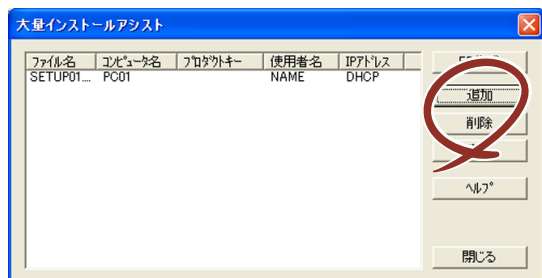 大量インストールアシスト
ファイル名 コンピュータ名 プロダクトキー 使用者名 IPアドレス
SETUP01.... PC01 NAME DHCP
追加
削除
ヘルプ
閉じる